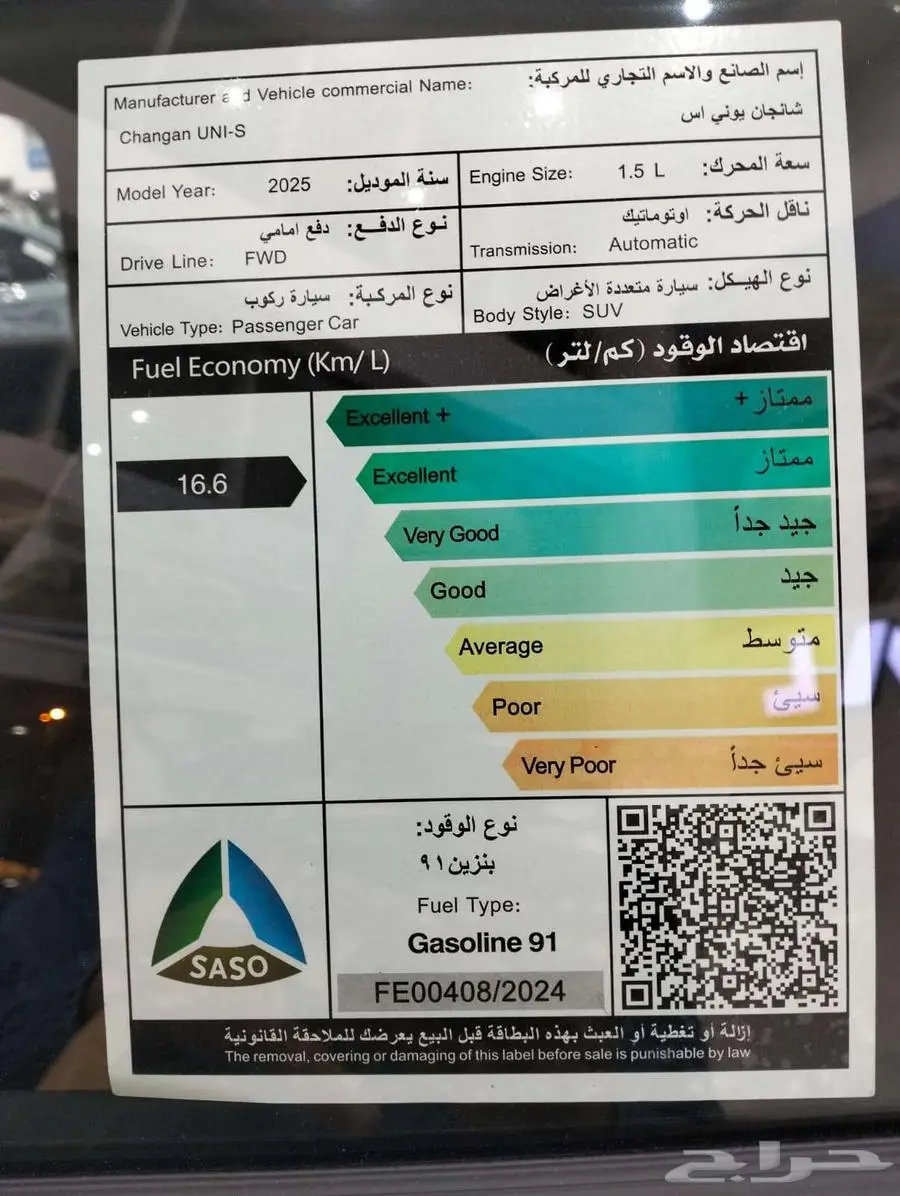 Manufacturer and Vehicle commercial Name: إسم الصانع والاسم التجاري للمركبة:
Changan UNI-S شانجان يوني اس
Model Year: 2025 سنة الموديل:
Engine Size: 1.5 L سعة المحرك:
نوع الدفع: دفع امامي
Drive Line: FWD
ناقل الحركة: اوتوماتيك
Transmission: Automatic
نوع المركبة: سيارة ركوب
Vehicle Type: Passenger Car
نوع الهيكل: سيارة متعددة الأغراض
Body Style: SUV
Fuel Economy (Km/ L) اقتصاد الوقود (كم/لتر)
Excellent + ممتاز +
16.6
Excellent ممتاز
Very Good جيد جداً
Good جيد
Average متوسط
Poor سيئ
Very Poor سيئ جداً
SASO
نوع الوقود:
بنزين ٩١
Fuel Type:
Gasoline 91
FE00408/2024
إزالة أو تغطية أو العبث بهذه البطاقة قبل البيع يعرضك للملاحقة القانونية
The removal, covering or damaging of this label before sale is punishable by law
حراج